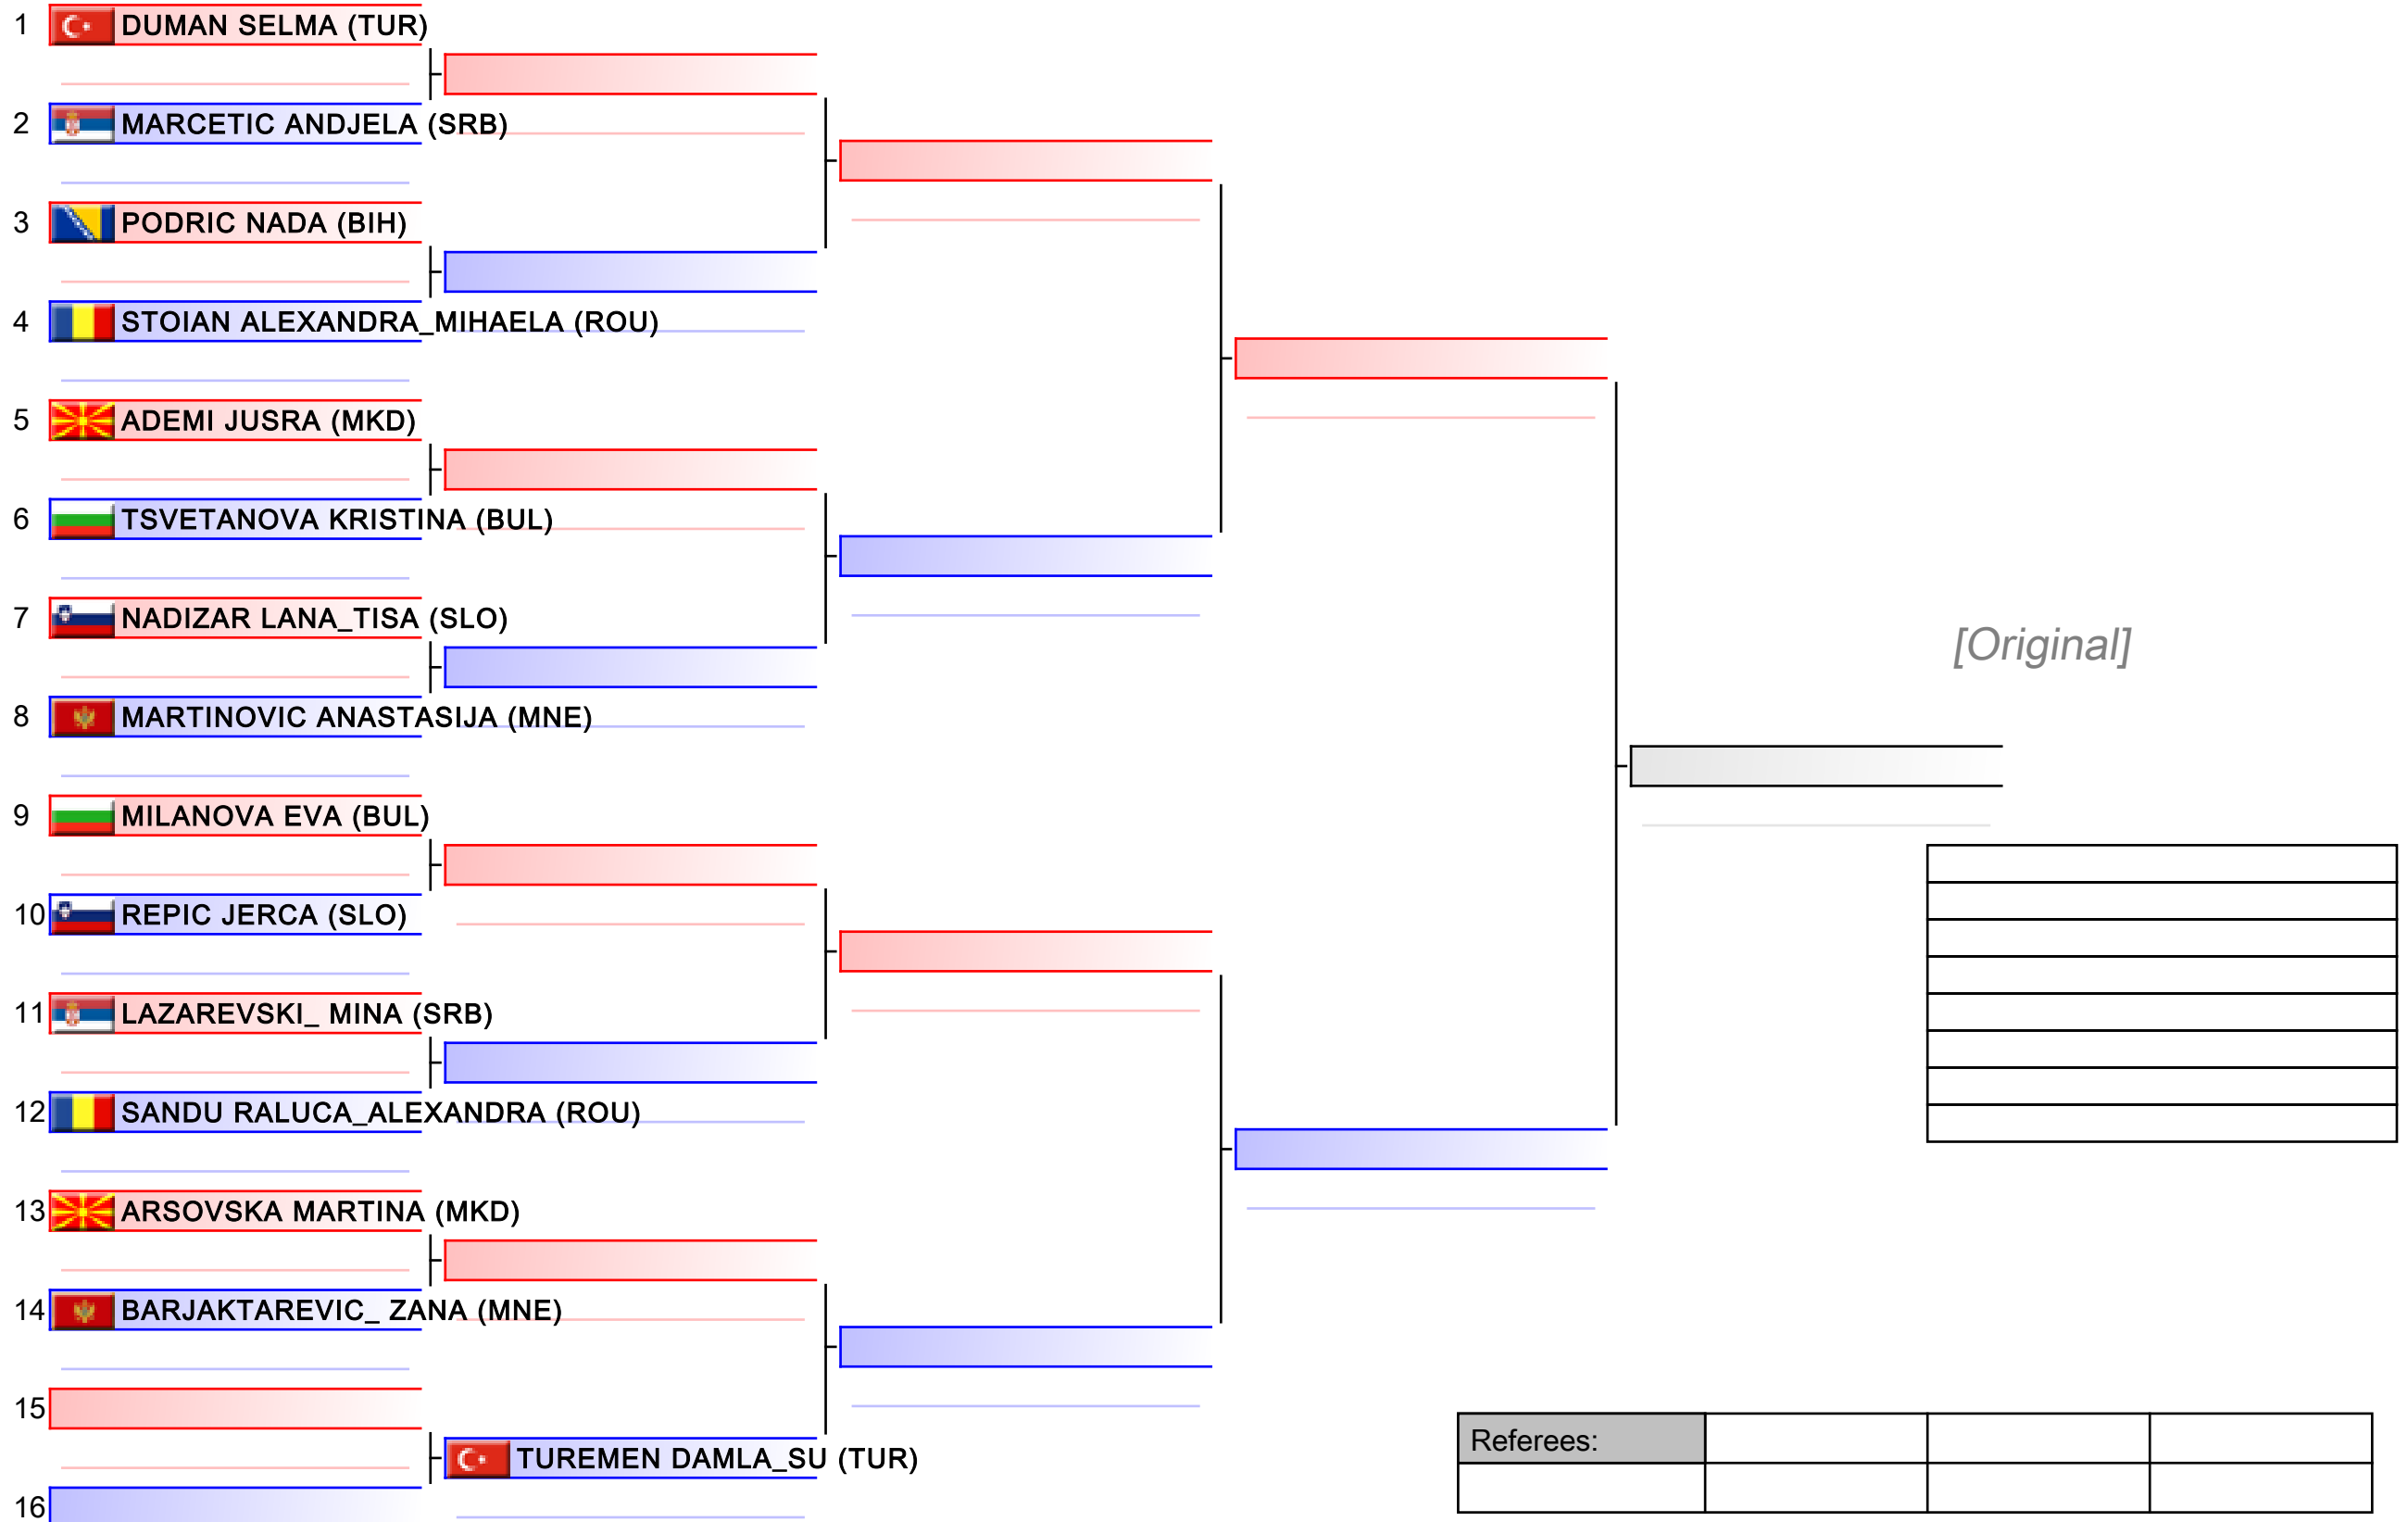 1 DUMAN SELMA (TUR)
2 MARCETIC ANDJELA (SRB)
3 PODRIC NADA (BIH)
4 STOIAN ALEXANDRA_MIHAELA (ROU)
5 ADEMI JUSRA (MKD)
6 TSVETANOVA KRISTINA (BUL)
7 NADIZAR LANA_TISA (SLO)
[Original]
8 MARTINOVIC ANASTASIJA (MNE)
9 MILANOVA EVA (BUL)
10 REPIC JERCA (SLO)
11 LAZAREVSKI_ MINA (SRB)
12 SANDU RALUCA_ALEXANDRA (ROU)
13 ARSOVSKA MARTINA (MKD)
14 BARJAKTAREVIC_ ZANA (MNE)
15
TUREMEN DAMLA_SU (TUR)
16
Referees: